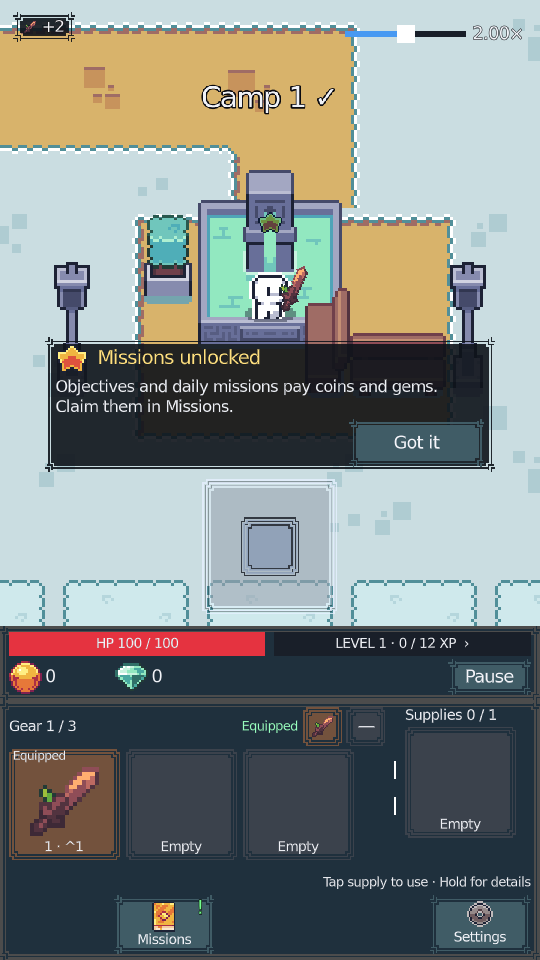 +2
2.00×
Camp 1 ✓
Missions unlocked
Objectives and daily missions pay coins and gems.
Claim them in Missions.
Got it
HP 100 / 100
LEVEL 1 · 0 / 12 XP ›
0
0
Pause
Gear 1 / 3
Equipped
—
Supplies 0 / 1
Equipped
1 · ^1
Empty
Empty
Empty
Tap supply to use · Hold for details
!
Missions
Settings